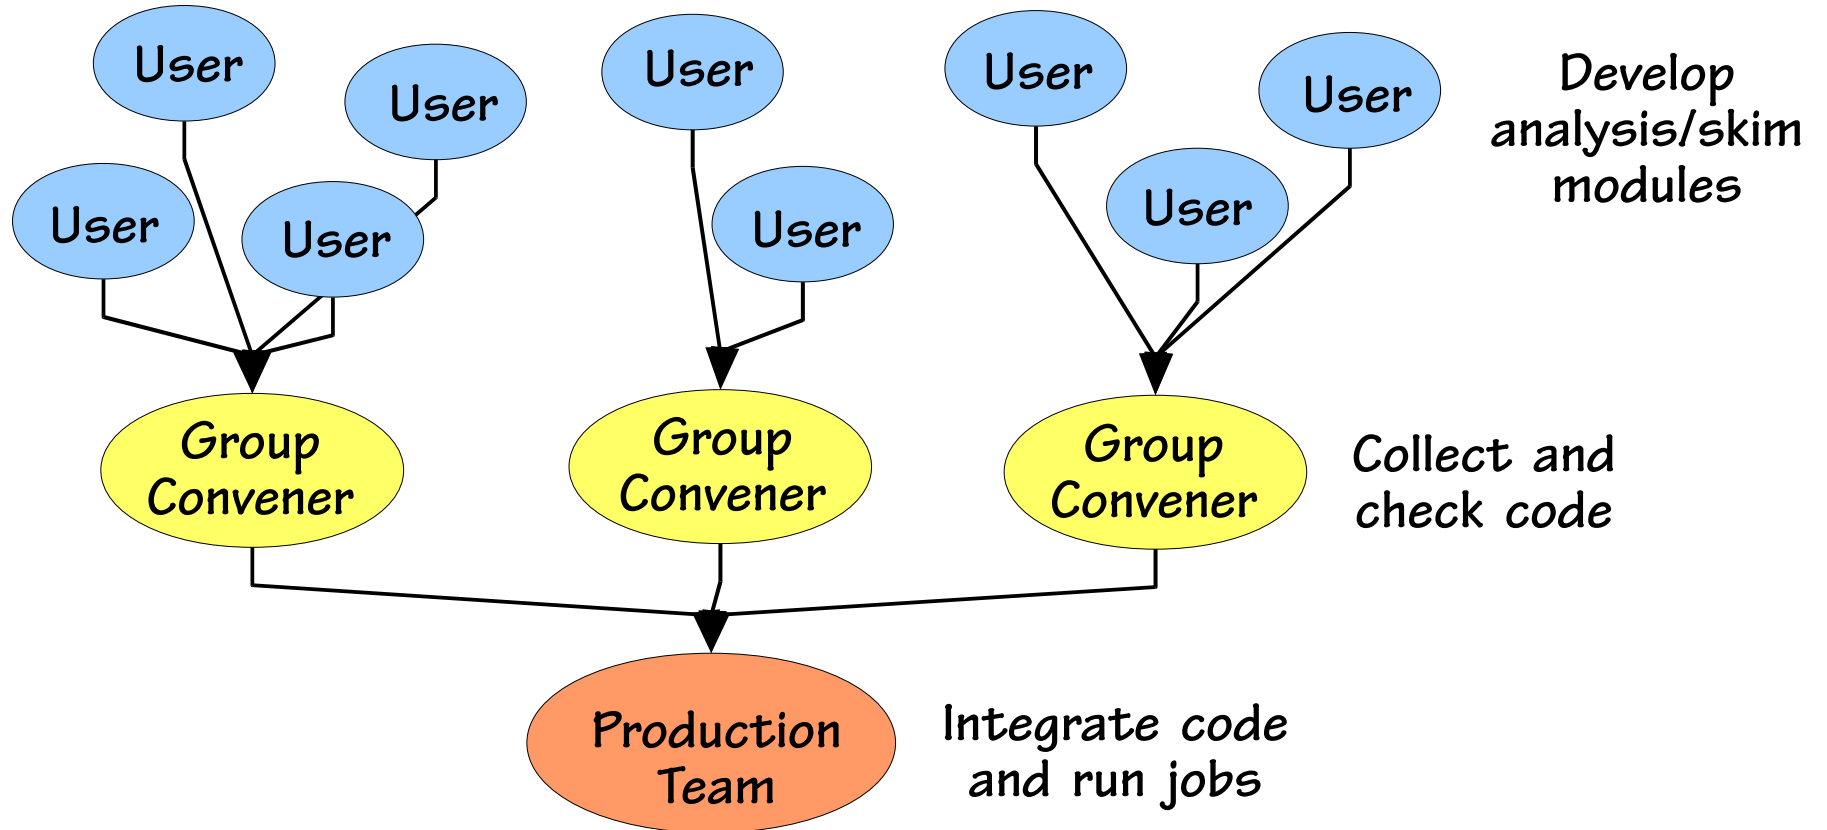 User
User
User
User
User
User
User
User
User
Develop
analysis/skim
modules
Group
Convener
Group
Convener
Group
Convener
Collect and
check code
Production
Team
Integrate code
and run jobs